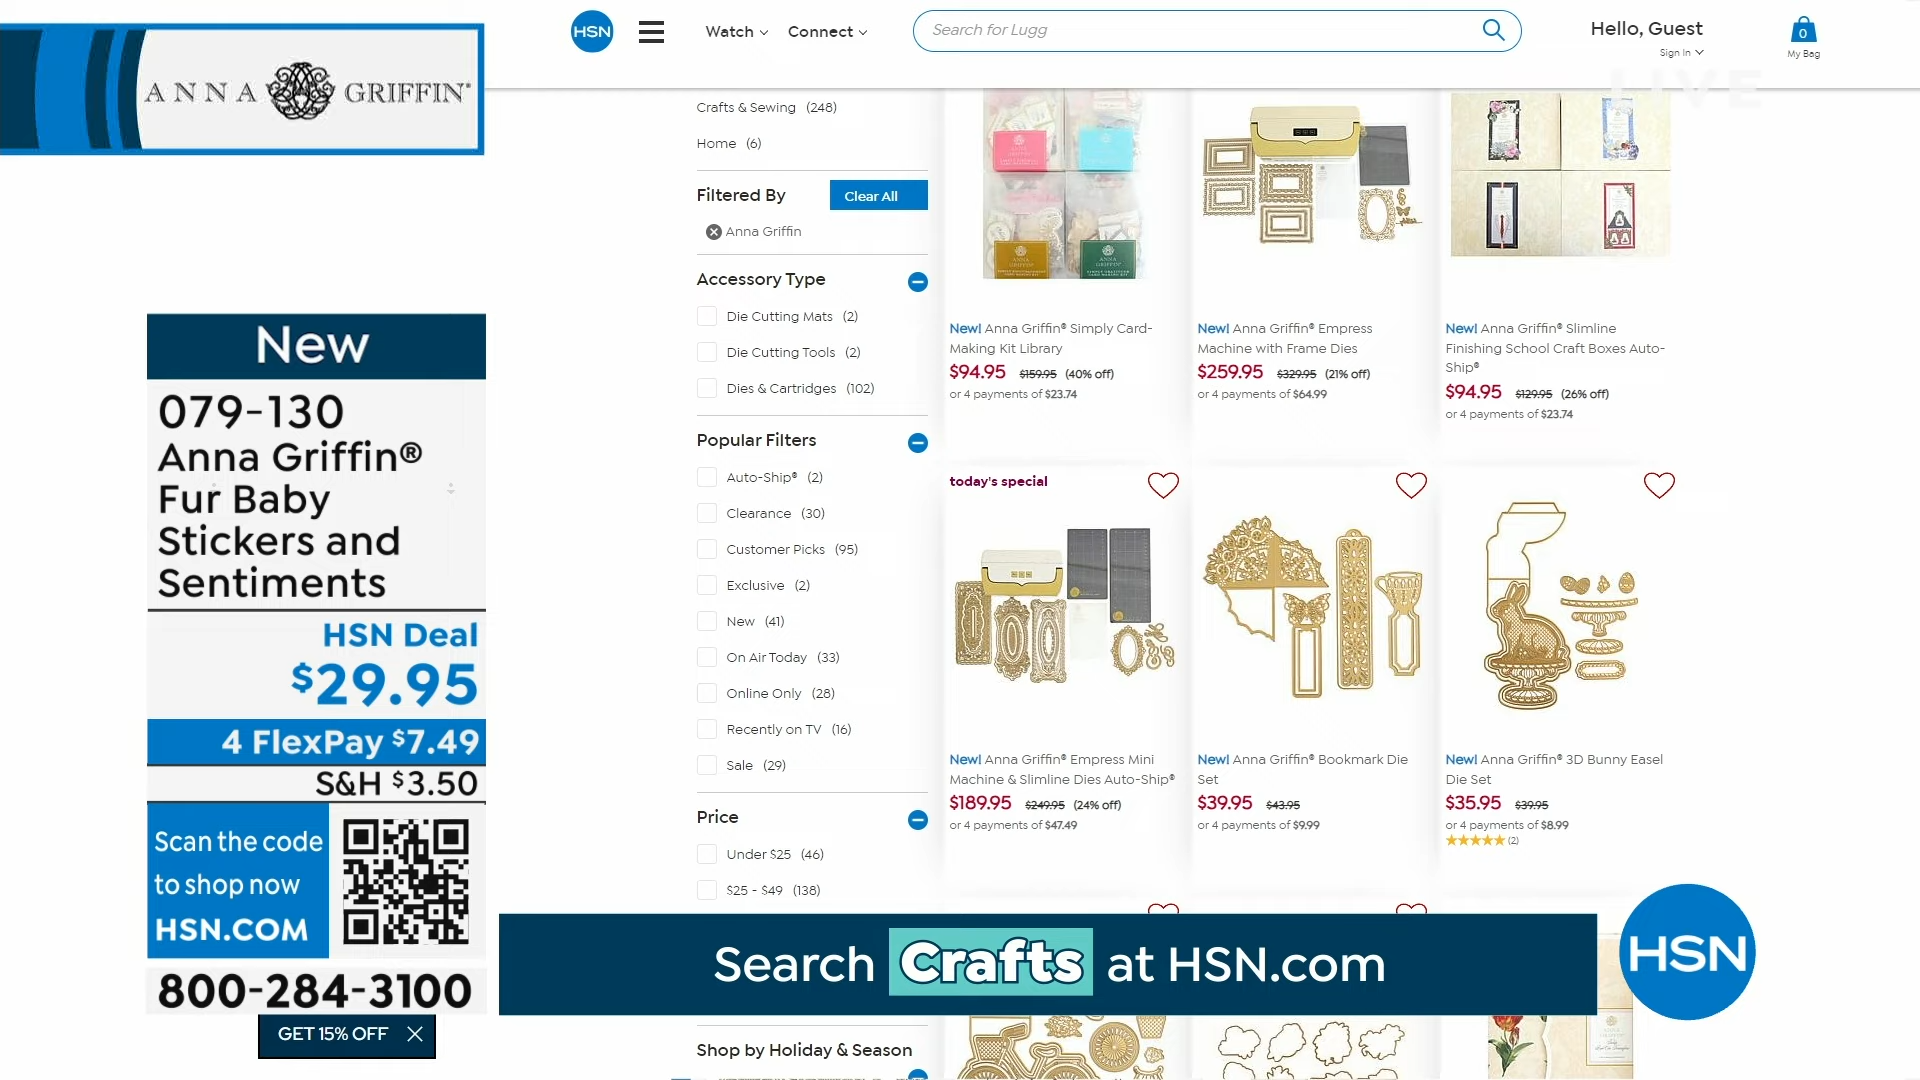 ANNA GRIFFIN®
HSN
Watch
Connect
Search for Lugg
Hello, Guest
Sign In
0
My Bag
LIVE
Crafts & Sewing (248)
Home (6)
Filtered By
Clear All
Anna Griffin
Accessory Type
Die Cutting Mats (2)
Die Cutting Tools (2)
Dies & Cartridges (102)
Popular Filters
Auto-Ship® (2)
Clearance (30)
Customer Picks (95)
Exclusive (2)
New (41)
On Air Today (33)
Online Only (28)
Recently on TV (16)
Sale (29)
Price
Under $25 (46)
$25 - $49 (138)
Shop by Holiday & Season
New! Anna Griffin® Simply Card-
Making Kit Library
$94.95 $159.95 (40% off)
or 4 payments of $23.74
New! Anna Griffin® Empress
Machine with Frame Dies
$259.95 $329.95 (21% off)
or 4 payments of $64.99
New! Anna Griffin® Slimline
Finishing School Craft Boxes Auto-
Ship®
$94.95 $129.95 (26% off)
or 4 payments of $23.74
today's special
New! Anna Griffin® Empress Mini
Machine & Slimline Dies Auto-Ship®
$189.95 $249.95 (24% off)
or 4 payments of $47.49
New! Anna Griffin® Bookmark Die
Set
$39.95 $43.95
or 4 payments of $9.99
New! Anna Griffin® 3D Bunny Easel
Die Set
$35.95 $39.95
or 4 payments of $8.99
(2)
New
079-130
Anna Griffin®
Fur Baby
Stickers and
Sentiments
HSN Deal
$29.95
4 FlexPay $7.49
S&H $3.50
Scan the code
to shop now
HSN.COM
800-284-3100
GET 15% OFF
Search Crafts at HSN.com
HSN